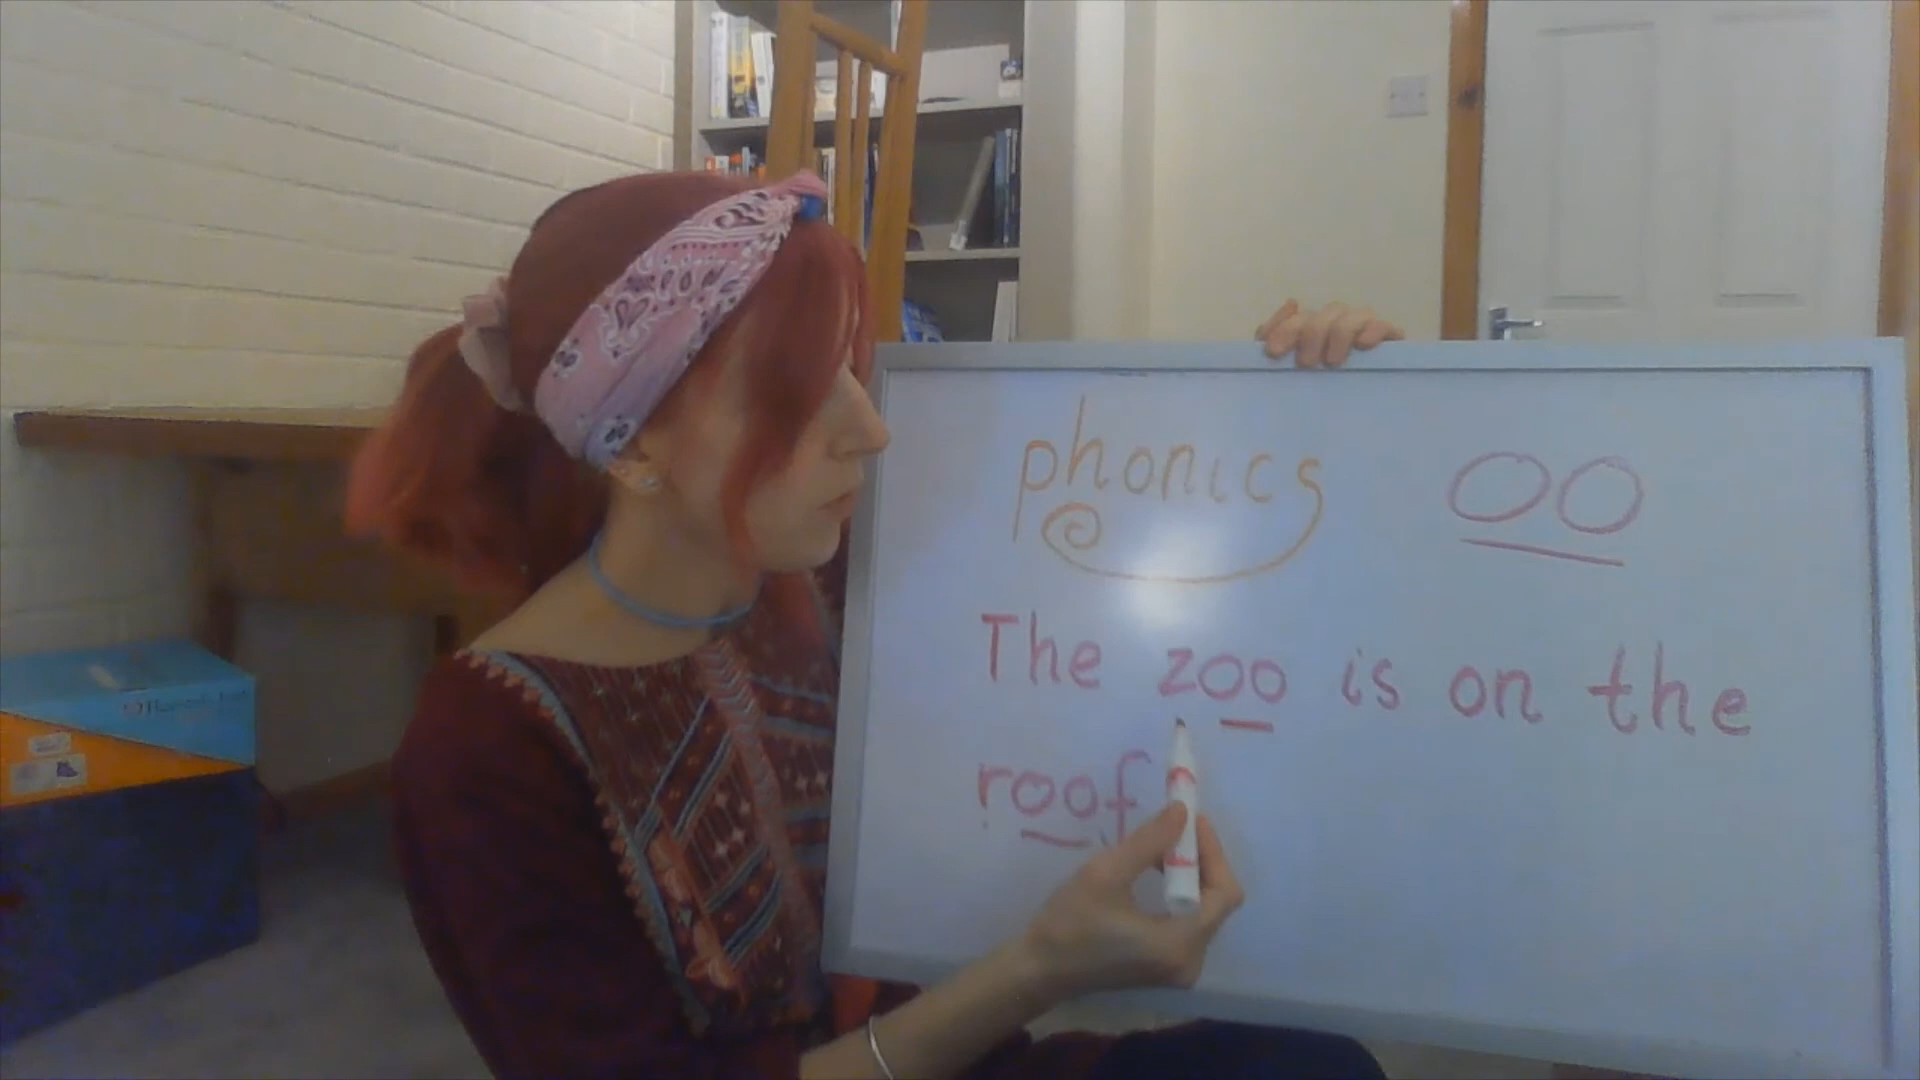 phonics oo
The zoo is on the
roof